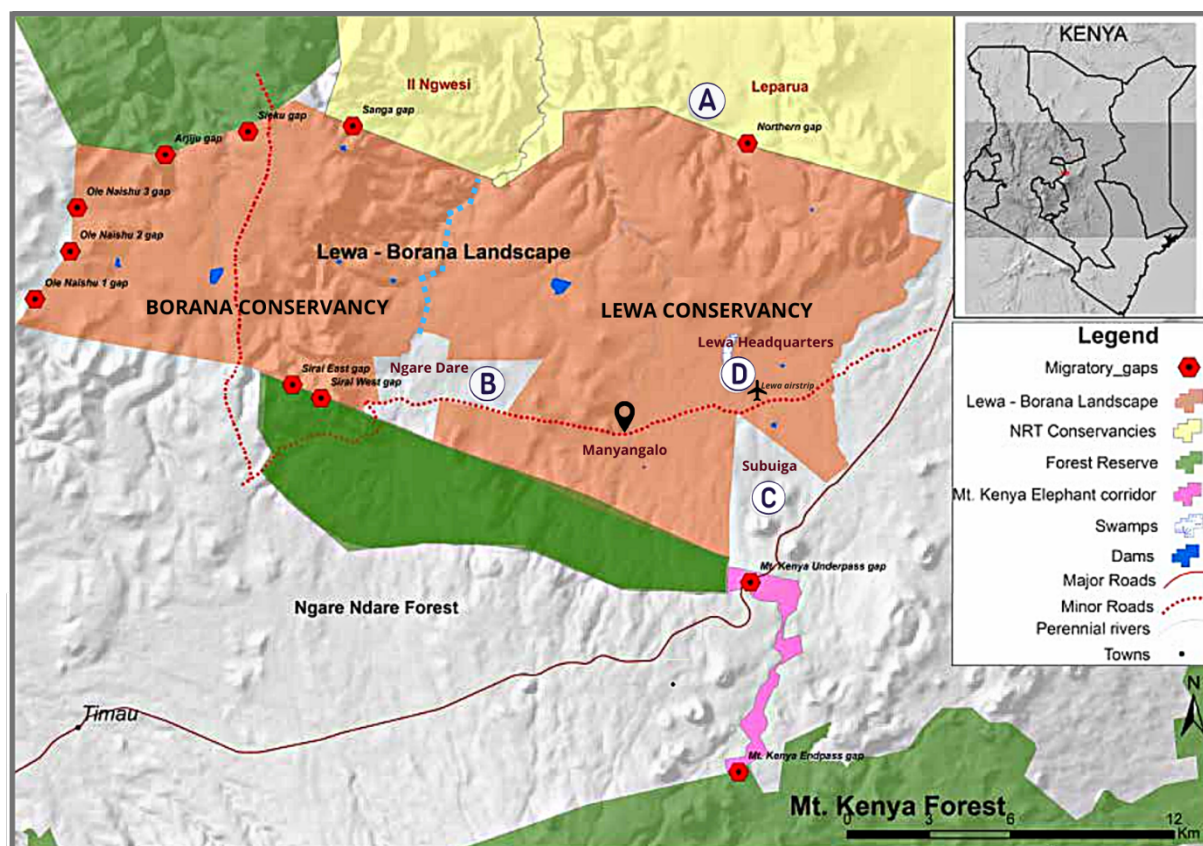 KENYA
Il Ngwesi
Leparua
A
Sieku gap
Sanga gap
Northern gap
Arjiju gap
Ole Naishu 3 gap
Ole Naishu 2 gap
Ole Naishu 1 gap
Lewa - Borana Landscape
BORANA CONSERVANCY
LEWA CONSERVANCY
Lewa Headquarters
Ngare Dare
Sirai East gap
Sirai West gap
B
D
Lewa airstrip
Manyangalo
Subuiga
C
Mt. Kenya Underpass gap
Ngare Ndare Forest
Timau
Mt. Kenya Endpass gap
Mt. Kenya Forest
Legend
Migratory_gaps
Lewa - Borana Landscape
NRT Conservancies
Forest Reserve
Mt. Kenya Elephant corridor
Swamps
Dams
Major Roads
Minor Roads
Perennial rivers
Towns
N
0 3 6 12
Km